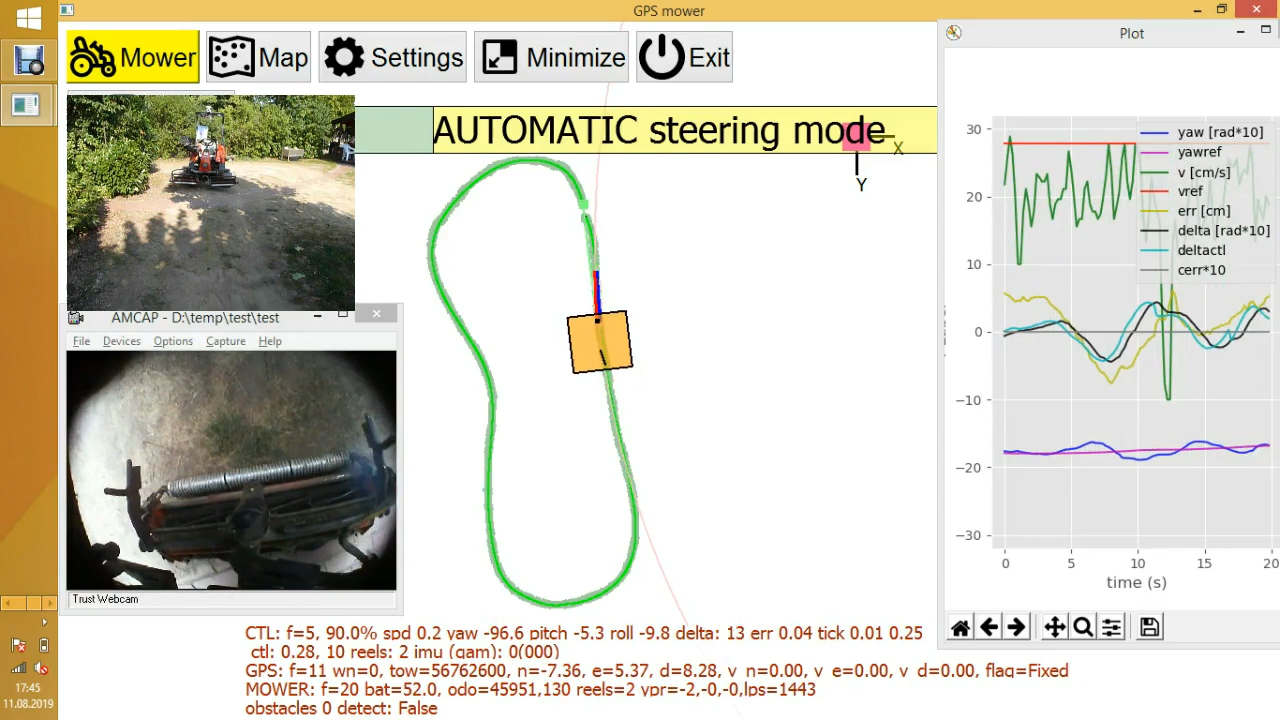 GPS mower
Mower
Map
Settings
Minimize
Exit
AUTOMATIC steering mode
X
Y
AMCAP - D:\temp\test\test
File Devices Options Capture Help
Trust Webcam
Plot
yaw [rad*10]
yawref
v [cm/s]
vref
err [cm]
delta [rad*10]
deltactl
cerr*10
30
20
10
0
−10
−20
−30
0 5 10 15 20
time (s)
CTL: f=5, 90.0% spd 0.2 yaw -96.6 pitch -5.3 roll -9.8 delta: 13 err 0.04 tick 0.01 0.25
ctl: 0.28, 10 reels: 2 imu (gam): 0(000)
GPS: f=11 wn=0, tow=56762600, n=-7.36, e=5.37, d=8.28, v_n=0.00, v_e=0.00, v_d=0.00, flag=Fixed
MOWER: f=20 bat=52.0, odo=45951,130 reels=2 ypr=-2,-0,-0,lps=1443
obstacles 0 detect: False
17:45
11.08.2019